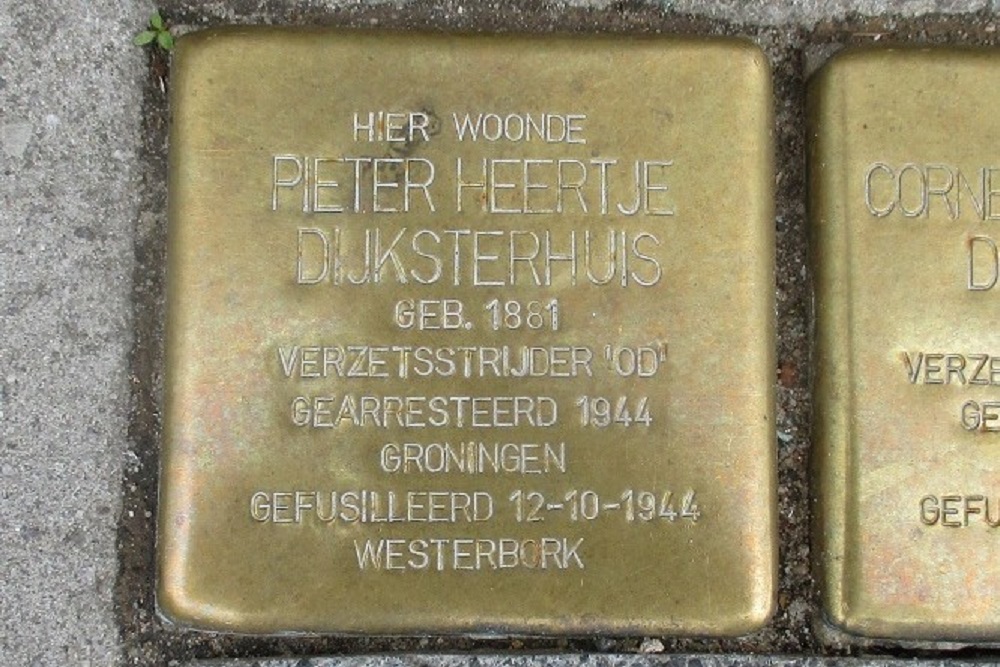 HIER WOONDE
PIETER HEERTJE
DIJKSTERHUIS
GEB. 1881
VERZETSSTRIJDER 'OD'
GEARRESTEERD 1944
GRONINGEN
GEFUSILLEERD 12-10-1944
WESTERBORK